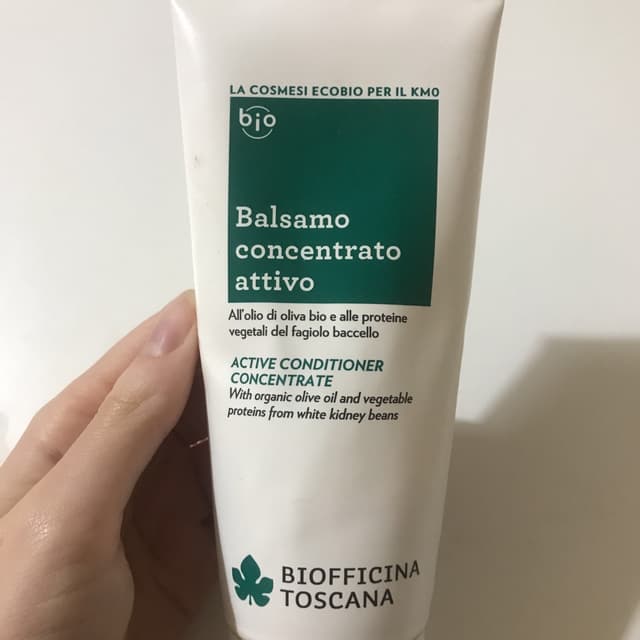 LA COSMESI ECOBIO PER IL KM0
bio
Balsamo
concentrato
attivo
All'olio di oliva bio e alle proteine
vegetali del fagiolo baccello
ACTIVE CONDITIONER
CONCENTRATE
With organic olive oil and vegetable
proteins from white kidney beans
BIOFFICINA
TOSCANA